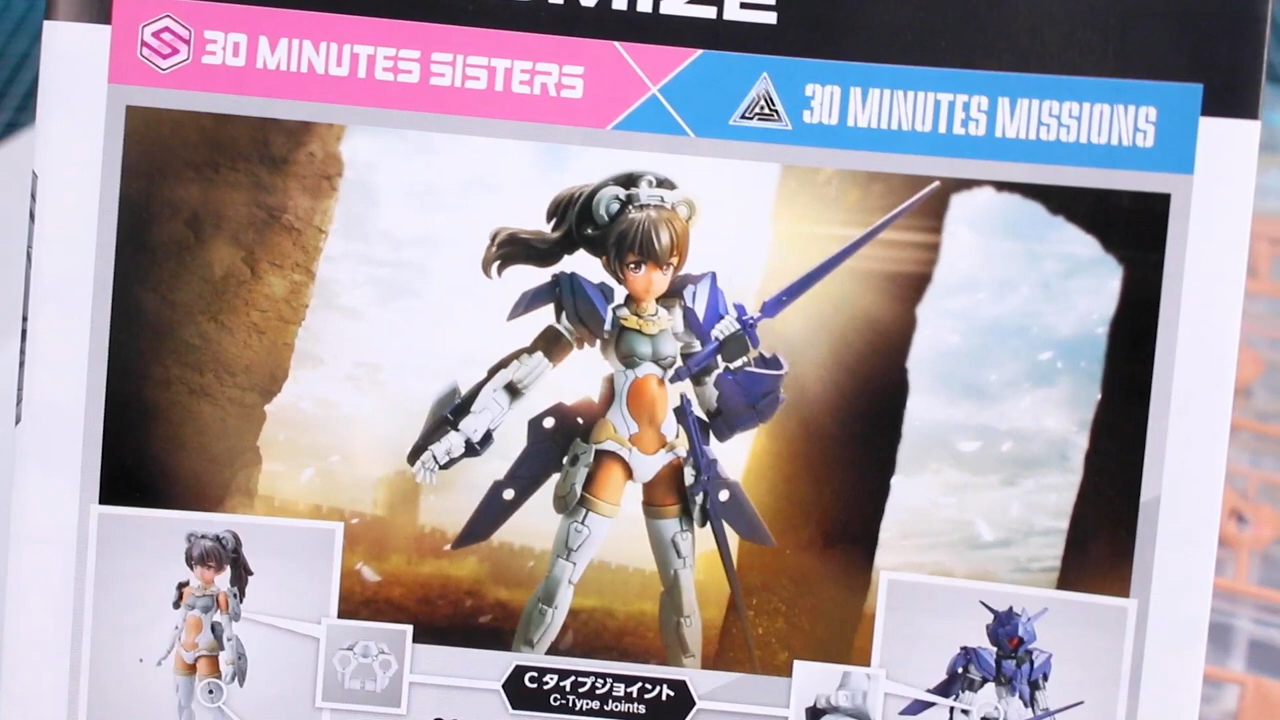 30 MINUTES SISTERS
30 MINUTES MISSIONS
Cタイプジョイント
C-Type Joints